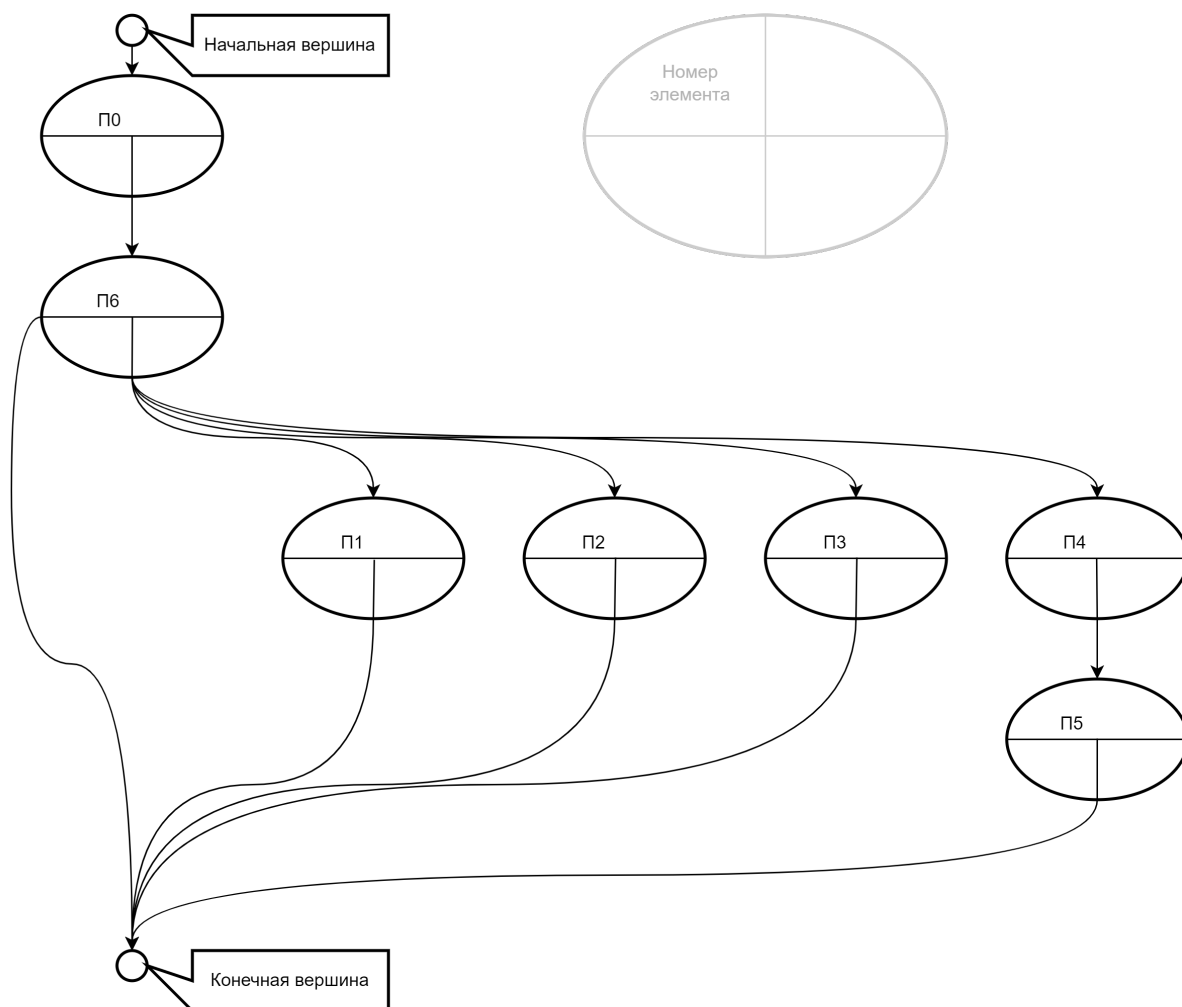 Начальная вершина
Номер
элемента
П0
П6
П1
П2
П3
П4
П5
Конечная вершина